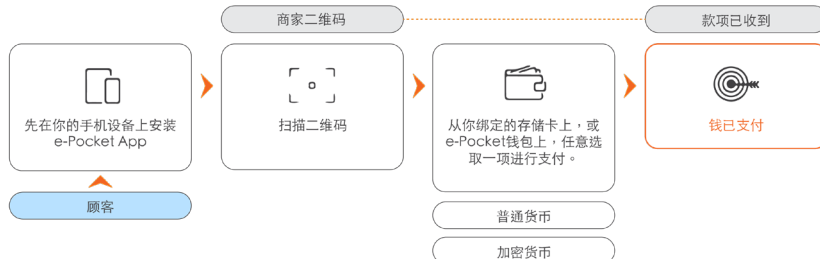 商家二维码
款项已收到
先在你的手机设备上安装
e-Pocket App
扫描二维码
从你绑定的存储卡上，或
e-Pocket钱包上，任意选
取一项进行支付。
钱已支付
顾客
普通货币
加密货币